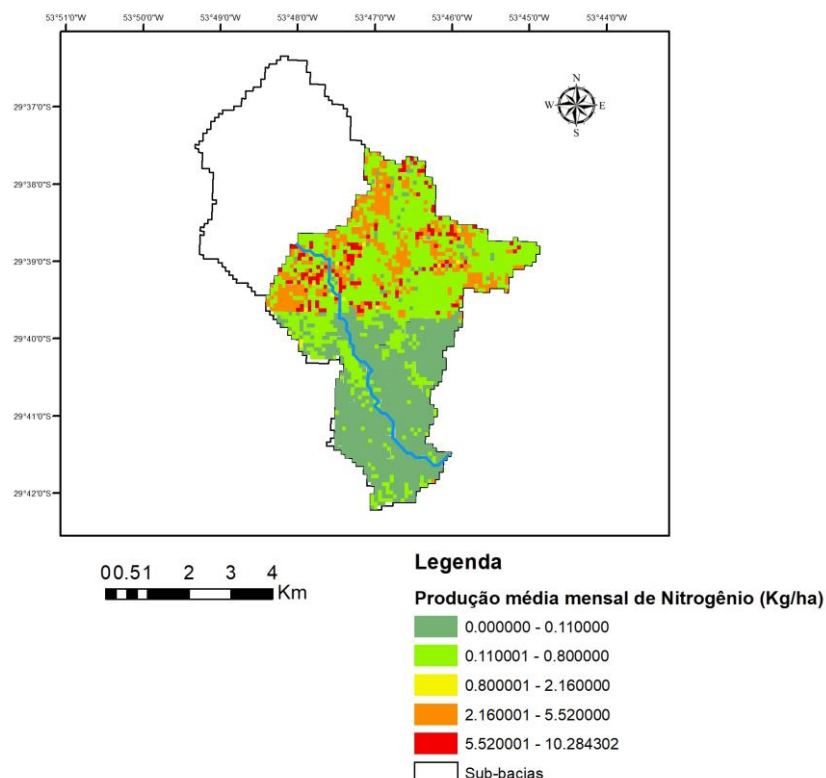 53°51'0"W 53°50'0"W 53°49'0"W 53°48'0"W 53°47'0"W 53°46'0"W 53°45'0"W 53°44'0"W
29°37'0"S
N
W E
S
29°38'0"S
29°39'0"S
29°40'0"S
29°41'0"S
29°42'0"S
0 0.5 1 2 3 4
Km
Legenda
Produção média mensal de Nitrogênio (Kg/ha)
0.000000 - 0.110000
0.110001 - 0.800000
0.800001 - 2.160000
2.160001 - 5.520000
5.520001 - 10.284302
Sub-bacias